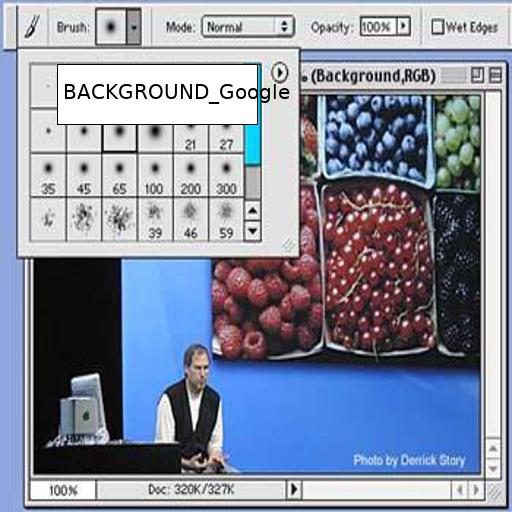 Brush: Mode: Normal Opacity: 100% Wet Edges
(Background,RGB)
BACKGROUND_Google
21 27
35 45 65 100 200 300
39 46 59
Photo by Derrick Story
100% Doc: 320K/327K